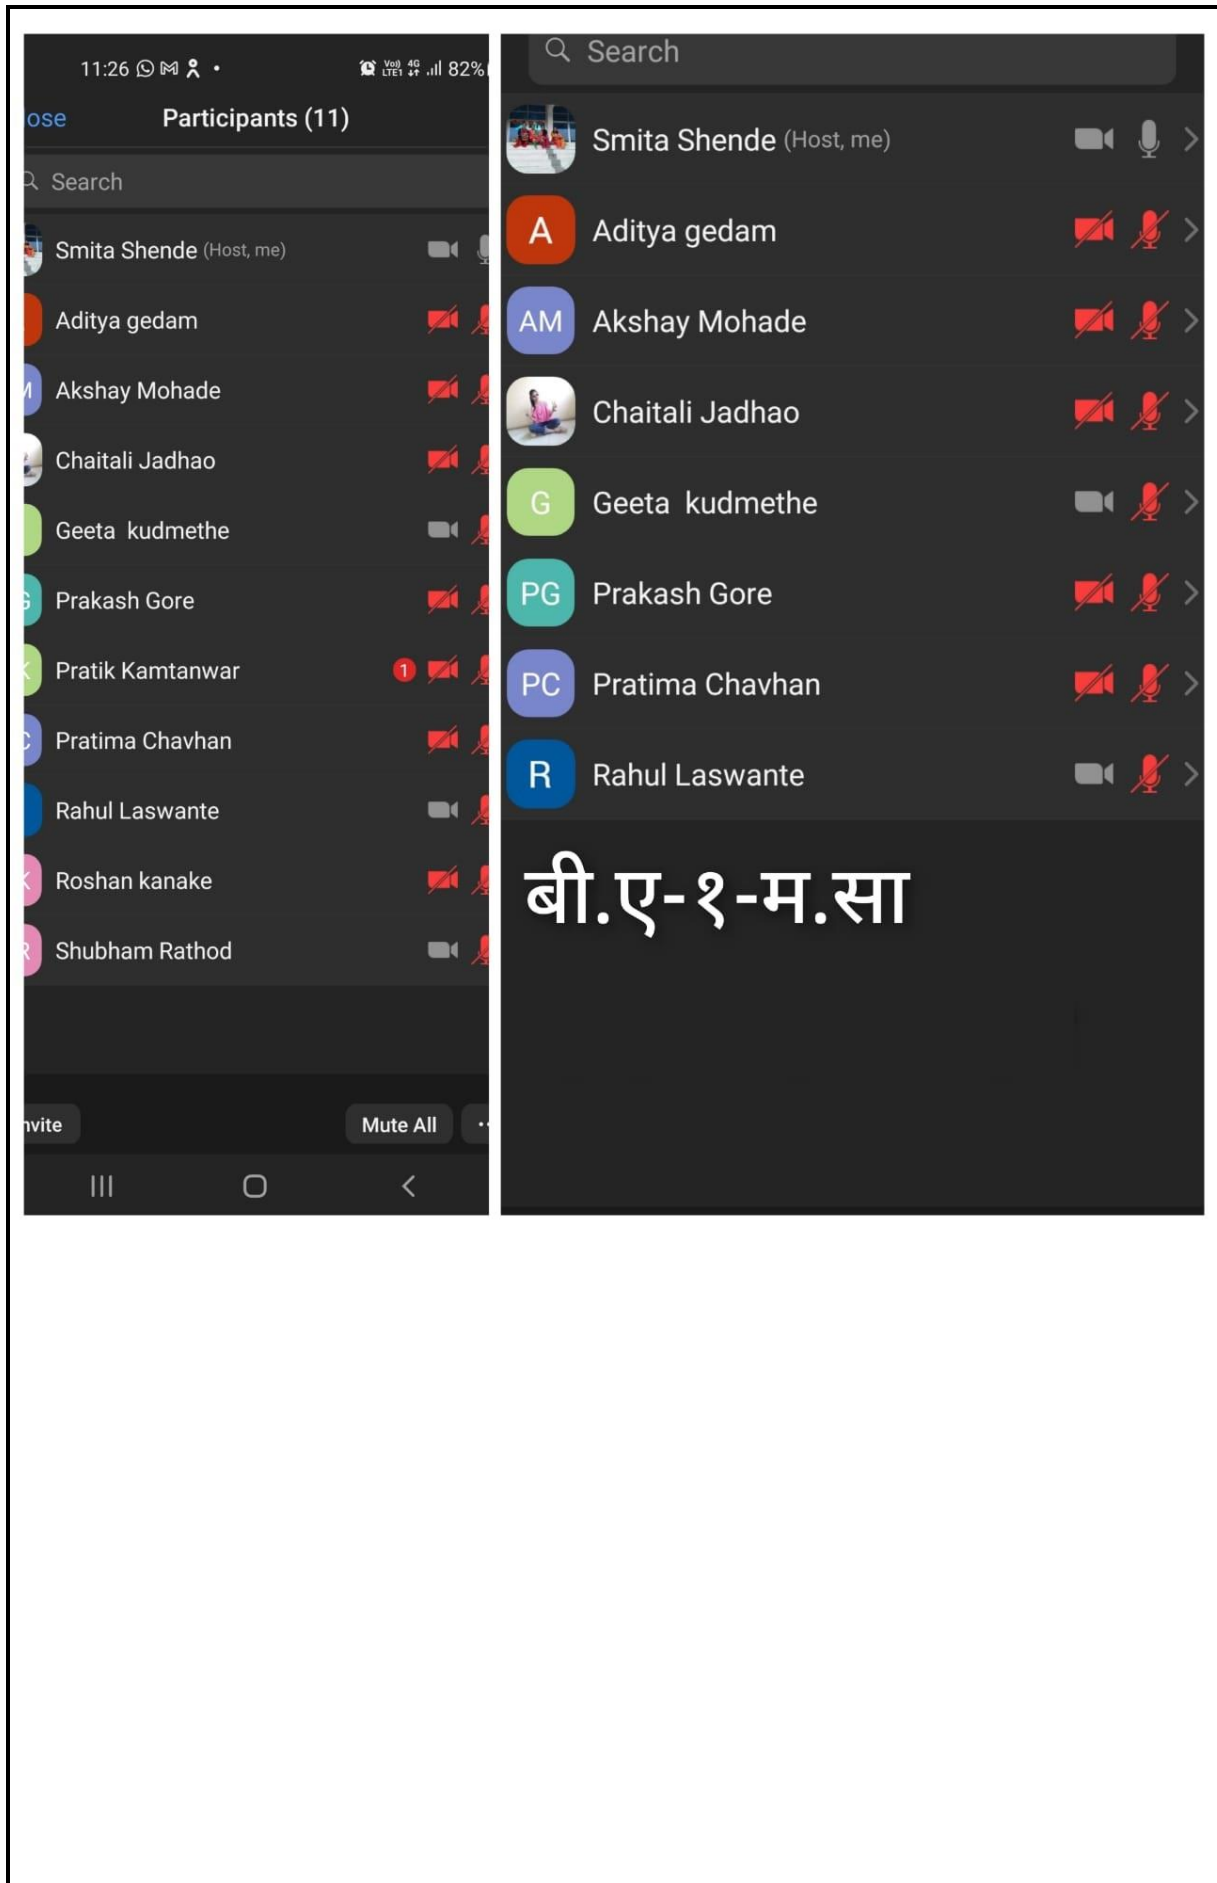 11:26
Vo)) 4G
LTE1 82%
ose Participants (11)
Search
Smita Shende (Host, me)
Aditya gedam
Akshay Mohade
Chaitali Jadhao
Geeta kudmethe
Prakash Gore
Pratik Kamtanwar 1
Pratima Chavhan
Rahul Laswante
Roshan kanake
Shubham Rathod
nvite Mute All
Search
Smita Shende (Host, me)
A Aditya gedam
AM Akshay Mohade
Chaitali Jadhao
G Geeta kudmethe
PG Prakash Gore
PC Pratima Chavhan
R Rahul Laswante
बी.ए-१-म.सा